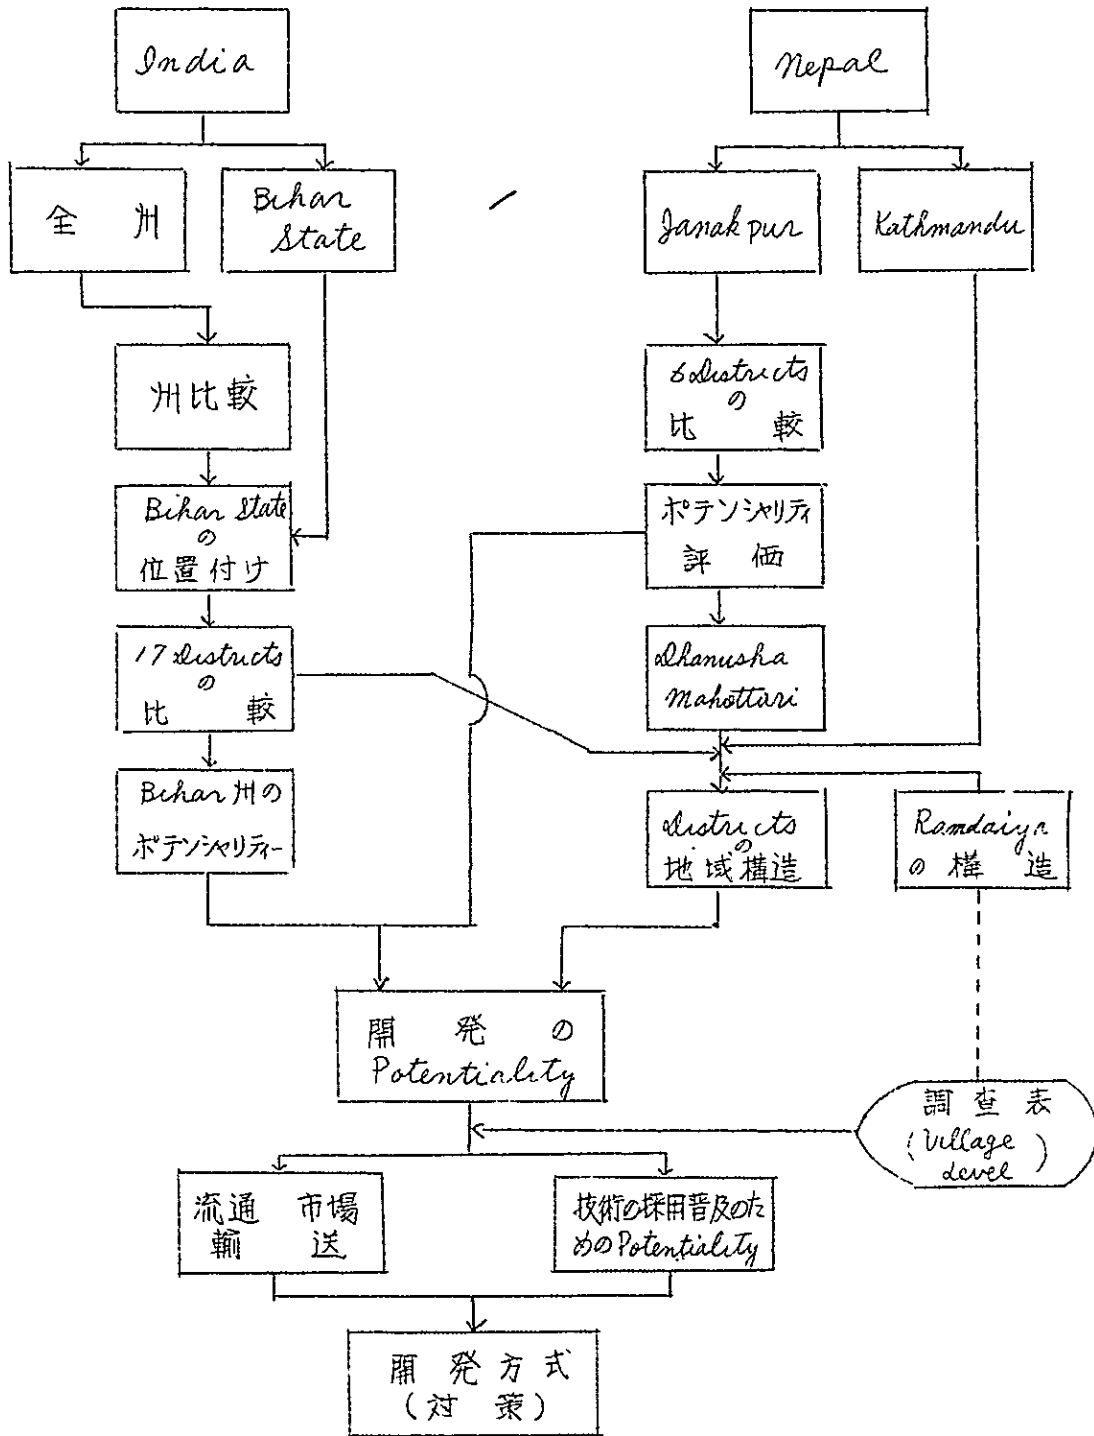 India
Nepal
全 州
Bihar
State
Janakpur
Kathmandu
州比較
6 Districts
の
比 較
Bihar State
の
位置付け
ポテンシャリティ
評 価
17 Districts
の
比 較
Dhanusha
Mahottari
Bihar 州の
ポテンシャリティー
Districts
の
地域構造
Ramdaiya
の構造
開発の
Potentiality
調査表
(Village
Level)
流通 市場
輸 送
技術の採用普及のた
めのPotentiality
開発方式
(対 策)